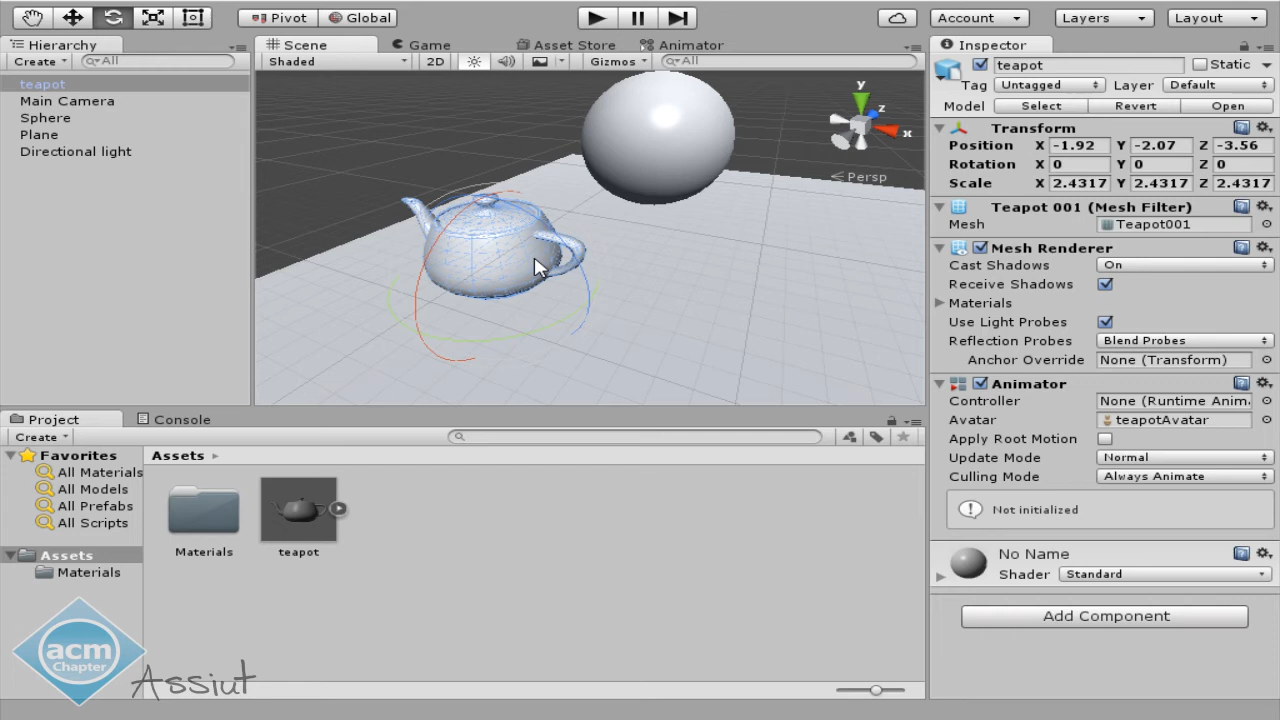 Pivot Global Account Layers Layout
Hierarchy Scene Game Asset Store Animator Inspector
Create All Shaded 2D Gizmos All teapot Static
teapot
Main Camera
Sphere
Plane
Directional light
y
z
x
Persp
Tag Untagged Layer Default
Model Select Revert Open
Transform
Position X -1.92 Y -2.07 Z -3.56
Rotation X 0 Y 0 Z 0
Scale X 2.4317 Y 2.4317 Z 2.4317
Teapot 001 (Mesh Filter)
Mesh Teapot001
Mesh Renderer
Cast Shadows On
Receive Shadows
Materials
Use Light Probes
Reflection Probes Blend Probes
Anchor Override None (Transform)
Animator
Controller None (Runtime Anim.
Avatar teapotAvatar
Apply Root Motion
Update Mode Normal
Culling Mode Always Animate
Not initialized
No Name
Shader Standard
Add Component
Project Console
Create
Favorites
All Materials
All Models
All Prefabs
All Scripts
Assets
Materials
Assets
Materials teapot
acm
Chapter
Assiut